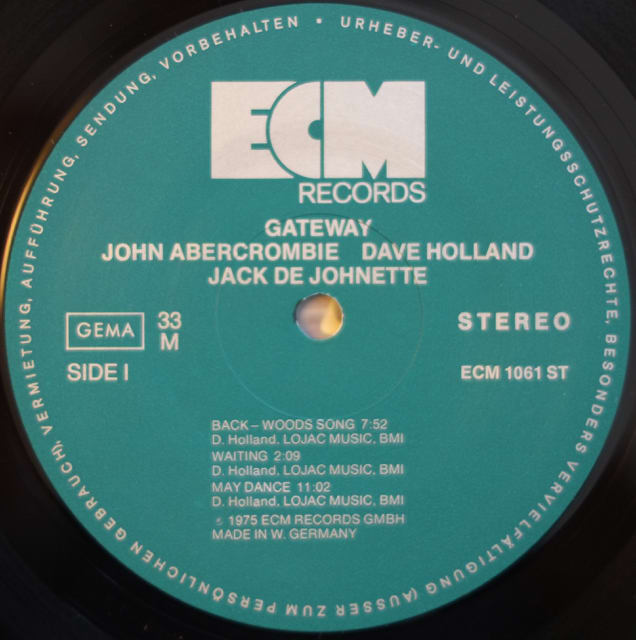 URHEBER- UND LEISTUNGSSCHUTZRECHTE, BESONDERS VERVIELFÄLTIGUNG (AUSSER ZUM PERSÖNLICHEN GEBRAUCH), VERMIETUNG, AUFFÜHRUNG, SENDUNG, VORBEHALTEN •
ECM
RECORDS
GATEWAY
JOHN ABERCROMBIE DAVE HOLLAND
JACK DE JOHNETTE
GEMA 33 STEREO
M
SIDE I ECM 1061 ST
BACK – WOODS SONG 7:52
D. Holland, LOJAC MUSIC, BMI
WAITING 2:09
D. Holland, LOJAC MUSIC, BMI
MAY DANCE 11:02
D. Holland, LOJAC MUSIC, BMI
1975 ECM RECORDS GMBH
MADE IN W. GERMANY